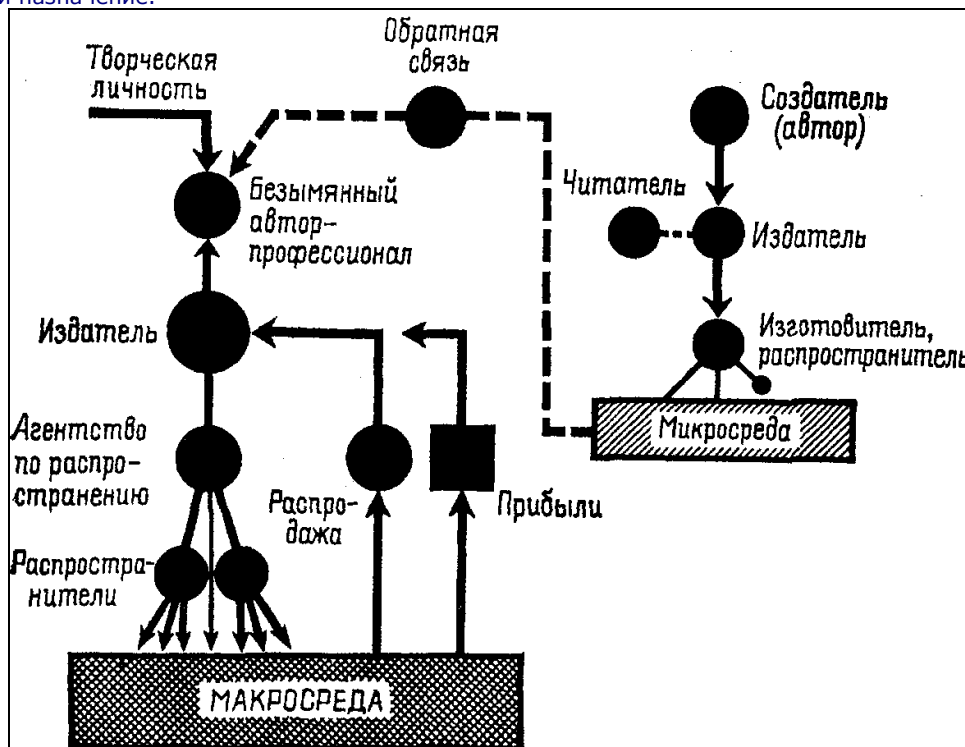 и назначение.
Обратная
связь
Творческая
личность
Создатель
(автор)
Читатель
Безымянный
автор-
профессионал
Издатель
Издатель
Изготовитель,
распространитель
Агентство
по распро-
странению
Микросреда
Распро-
дажа
Прибыли
Распростра-
нители
МАКРОСРЕДА